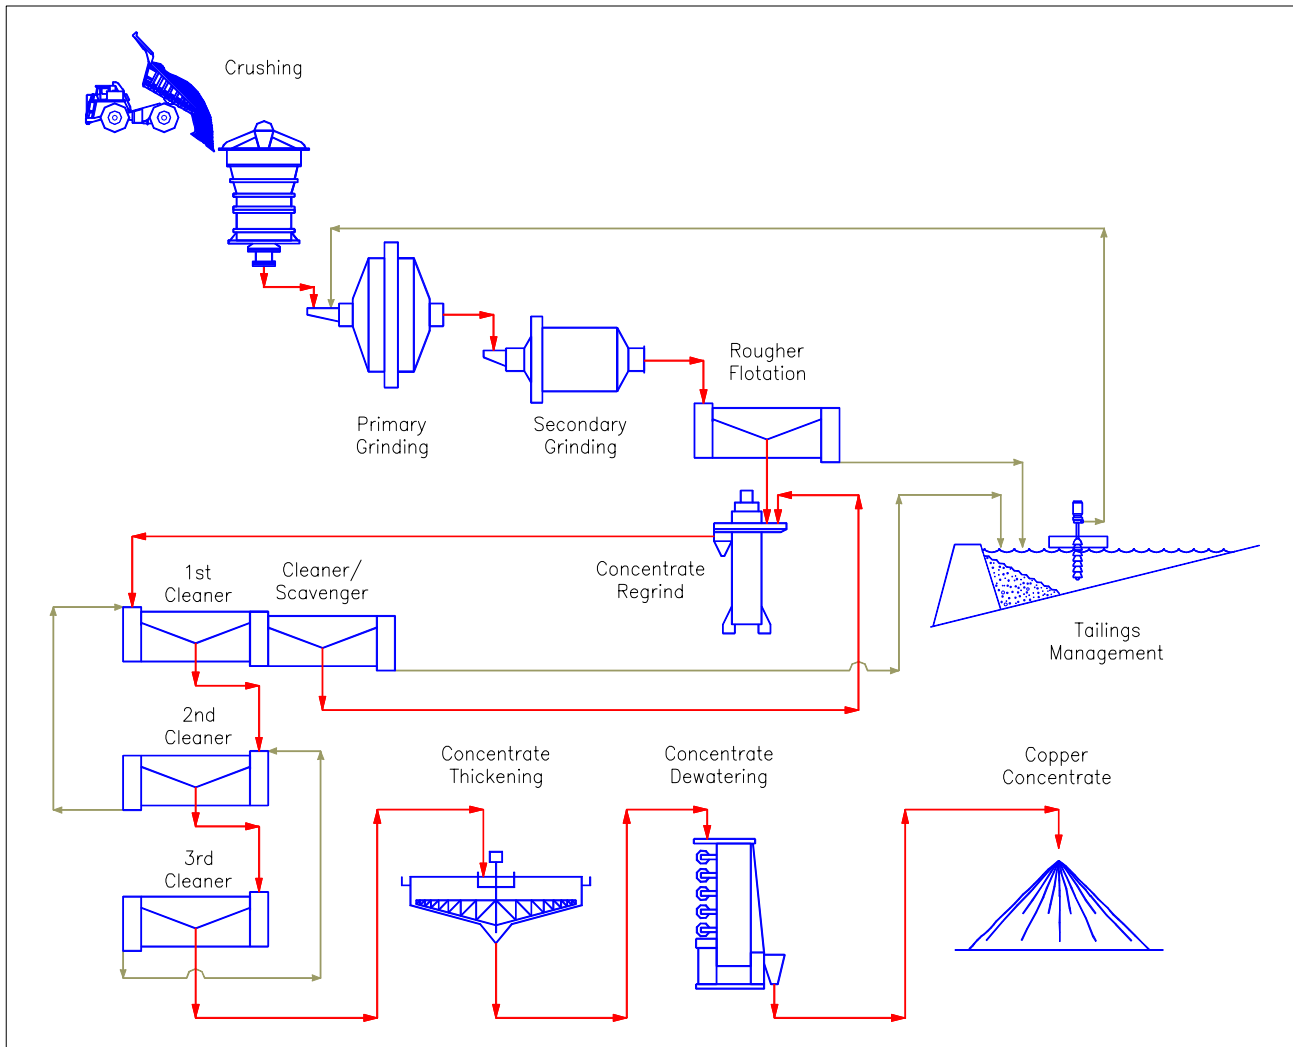 Crushing
Primary
Grinding
Secondary
Grinding
Rougher
Flotation
1st
Cleaner
Cleaner/
Scavenger
Concentrate
Regrind
Tailings
Management
2nd
Cleaner
Concentrate
Thickening
Concentrate
Dewatering
Copper
Concentrate
3rd
Cleaner